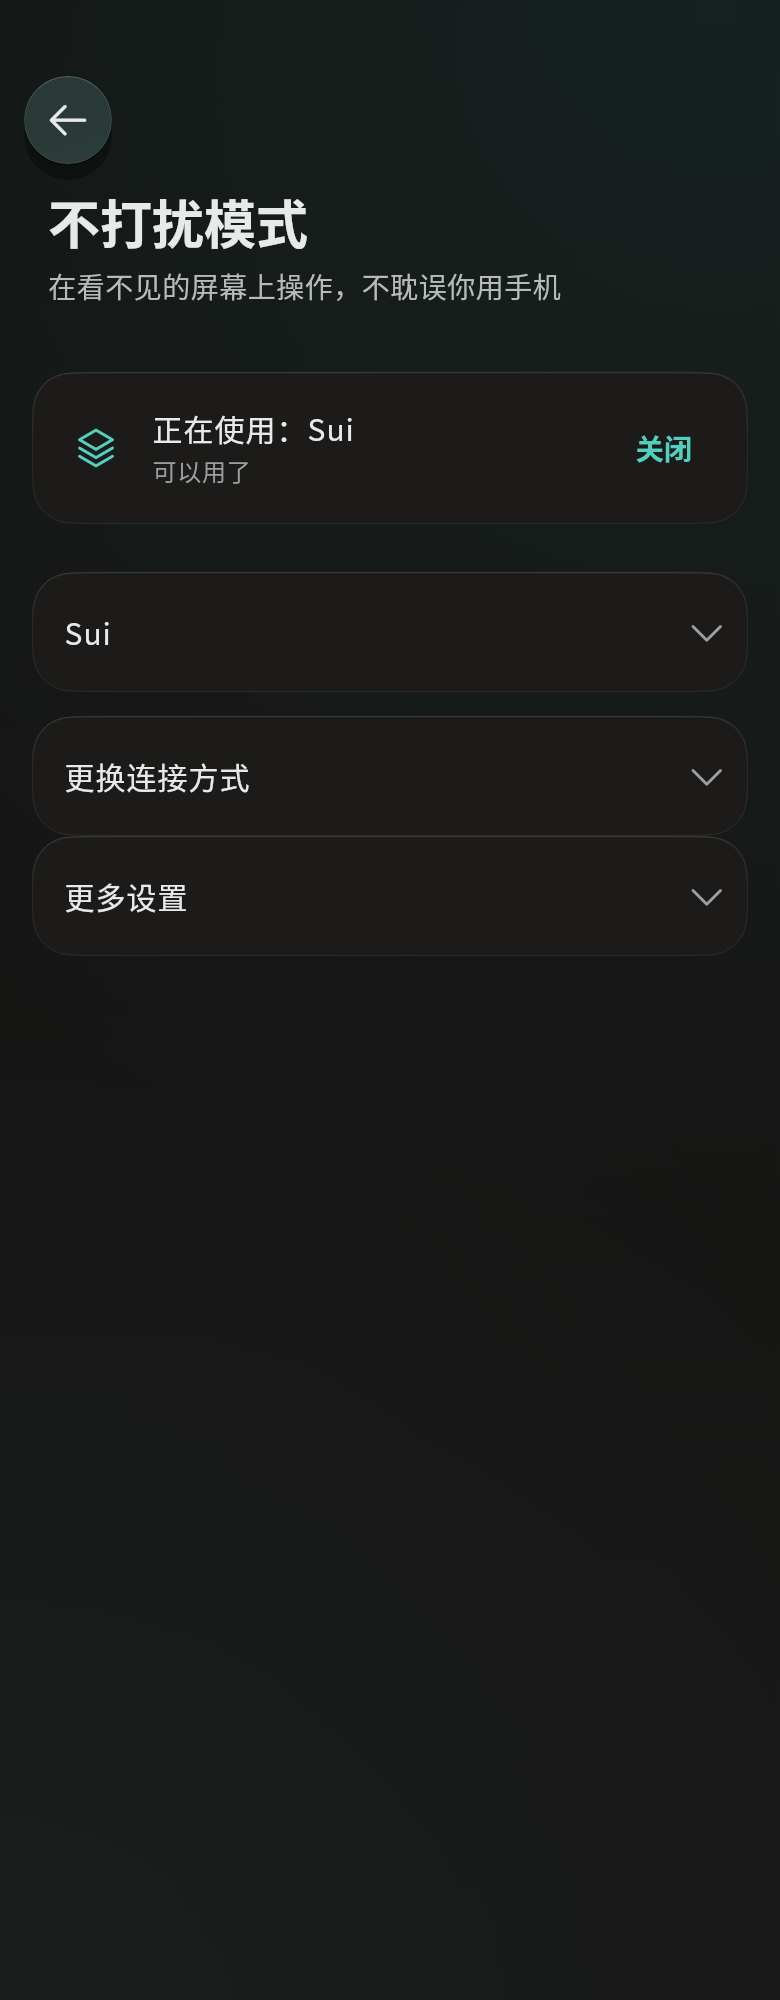 不打扰模式
在看不见的屏幕上操作，不耽误你用手机
正在使用：Sui
可以用了
关闭
Sui
更换连接方式
更多设置